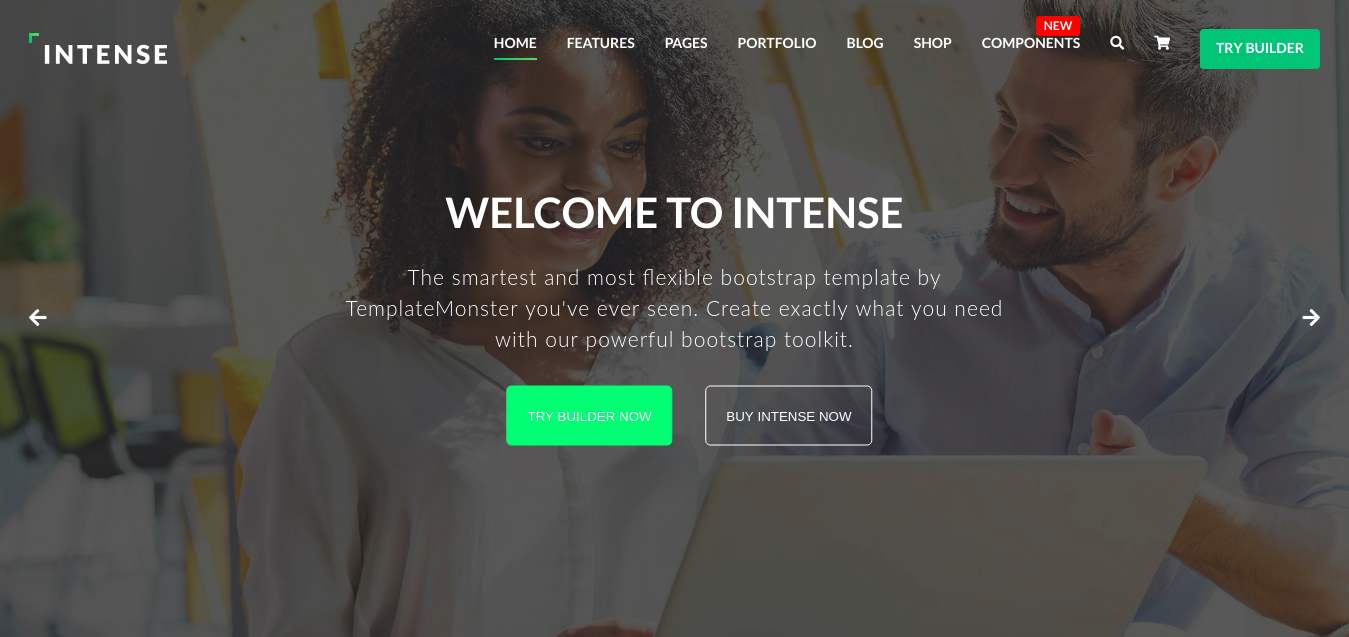 INTENSE
HOME FEATURES PAGES PORTFOLIO BLOG SHOP COMPONENTS NEW TRY BUILDER
WELCOME TO INTENSE
The smartest and most flexible bootstrap template by
TemplateMonster you've ever seen. Create exactly what you need
with our powerful bootstrap toolkit.
TRY BUILDER NOW BUY INTENSE NOW